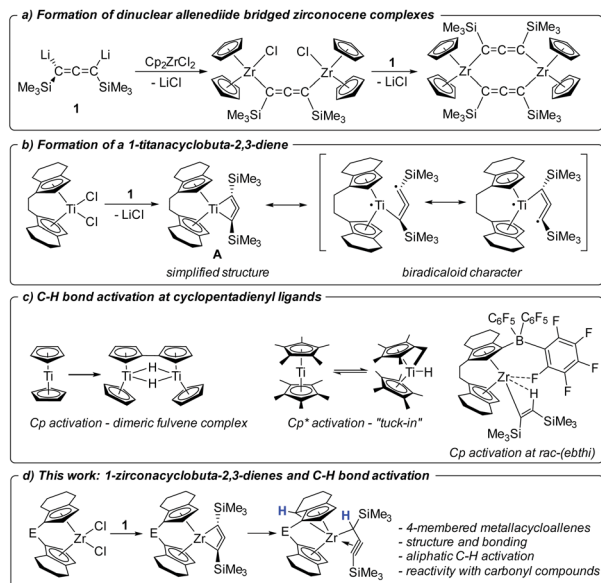 a) Formation of dinuclear allenediide bridged zirconocene complexes
Li Li
Me3Si SiMe3
1
Cp2ZrCl2
- LiCl
Cl Cl
Zr Zr
Me3Si SiMe3
1
- LiCl
Me3Si SiMe3
Zr Zr
Me3Si SiMe3
b) Formation of a 1-titanacyclobuta-2,3-diene
Ti Cl
Cl
1
- LiCl
SiMe3
Ti
SiMe3
A
simplified structure
SiMe3
Ti
SiMe3
SiMe3
Ti
SiMe3
biradicaloid character
c) C-H bond activation at cyclopentadienyl ligands
Ti
Ti H Ti
H
Cp activation - dimeric fulvene complex
Ti
Ti H
Cp* activation - "tuck-in"
C6F5 C6F5
B F
F
F
F
F
Zr H
Me3Si SiMe3
Cp activation at rac-(ebthi)
d) This work: 1-zirconacyclobuta-2,3-dienes and C-H bond activation
E Zr Cl
Cl
1
SiMe3
E Zr
SiMe3
H H SiMe3
E Zr
SiMe3
- 4-membered metallacycloallenes
- structure and bonding
- aliphatic C-H activation
- reactivity with carbonyl compounds